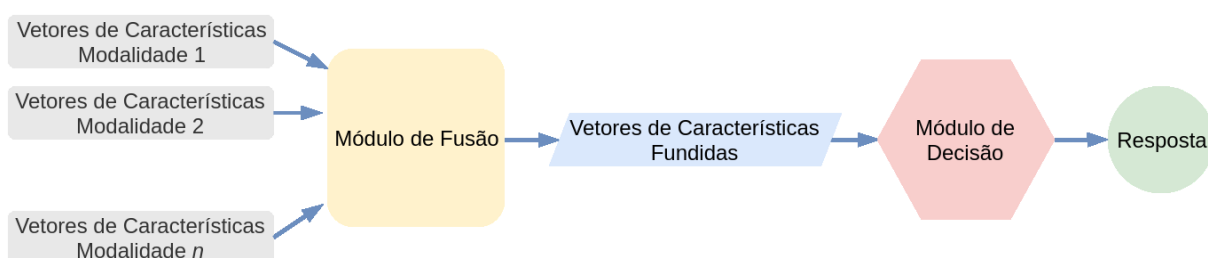 Vetores de Características
Modalidade 1
Vetores de Características
Modalidade 2
Vetores de Características
Modalidade n
Módulo de Fusão
Vetores de Características
Fundidas
Módulo de
Decisão
Resposta